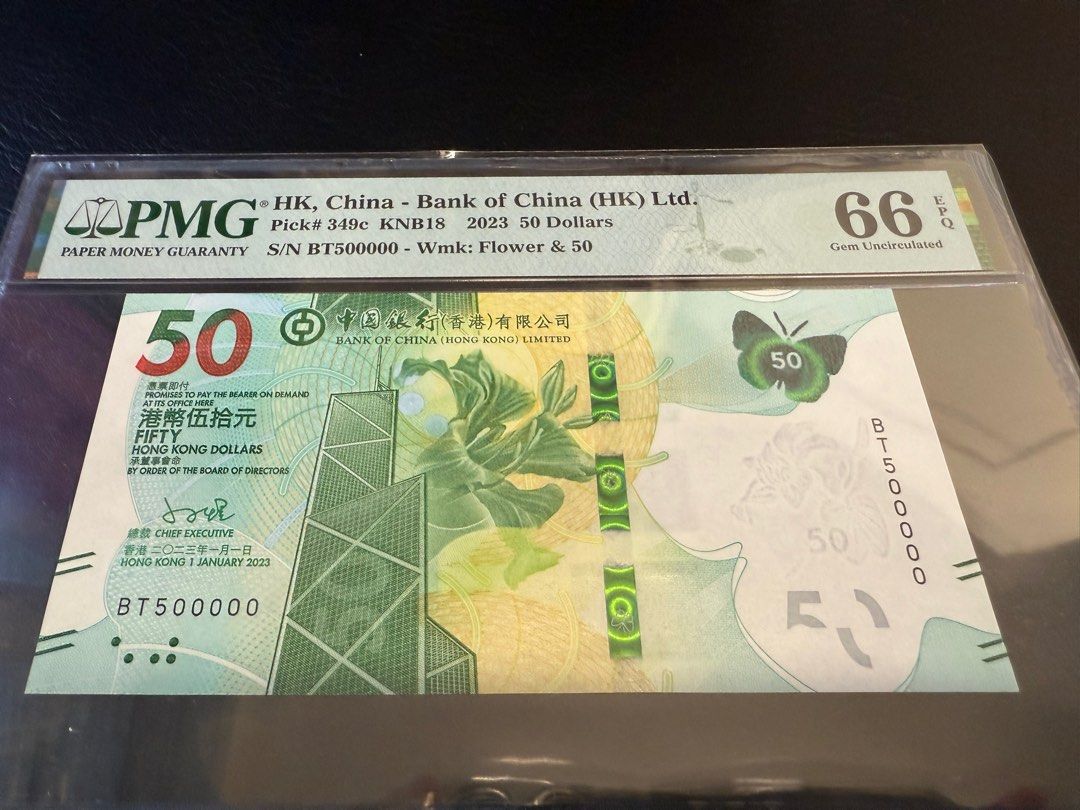 PMG®
PAPER MONEY GUARANTY
HK, China - Bank of China (HK) Ltd.
Pick# 349c KNB18 2023 50 Dollars
S/N BT500000 - Wmk: Flower & 50
66
EPQ
Gem Uncirculated
50
中國銀行(香港)有限公司
BANK OF CHINA (HONG KONG) LIMITED
憑票即付
PROMISES TO PAY THE BEARER ON DEMAND
AT ITS OFFICE HERE
港幣伍拾元
FIFTY
HONG KONG DOLLARS
承董事會命
BY ORDER OF THE BOARD OF DIRECTORS
總裁 CHIEF EXECUTIVE
香港 二〇二三年一月一日
HONG KONG 1 JANUARY 2023
BT500000
50
BT500000
50
50